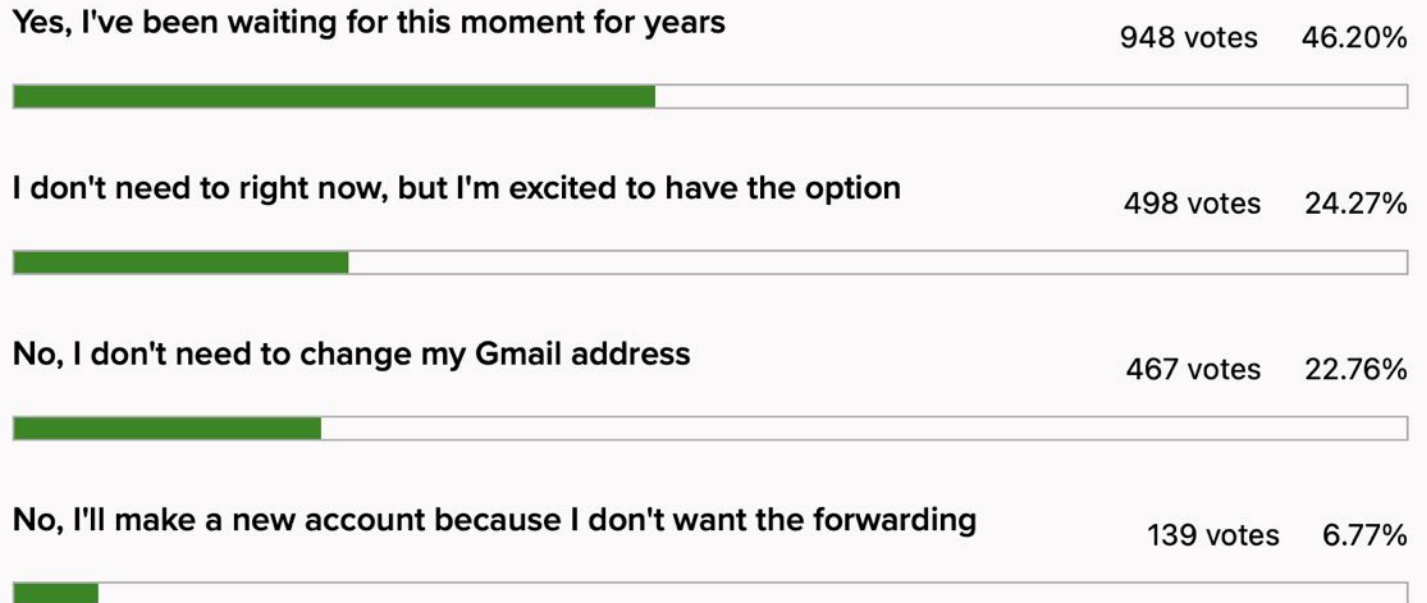 Yes, I've been waiting for this moment for years
948 votes 46.20%
I don't need to right now, but I'm excited to have the option
498 votes 24.27%
No, I don't need to change my Gmail address
467 votes 22.76%
No, I'll make a new account because I don't want the forwarding
139 votes 6.77%